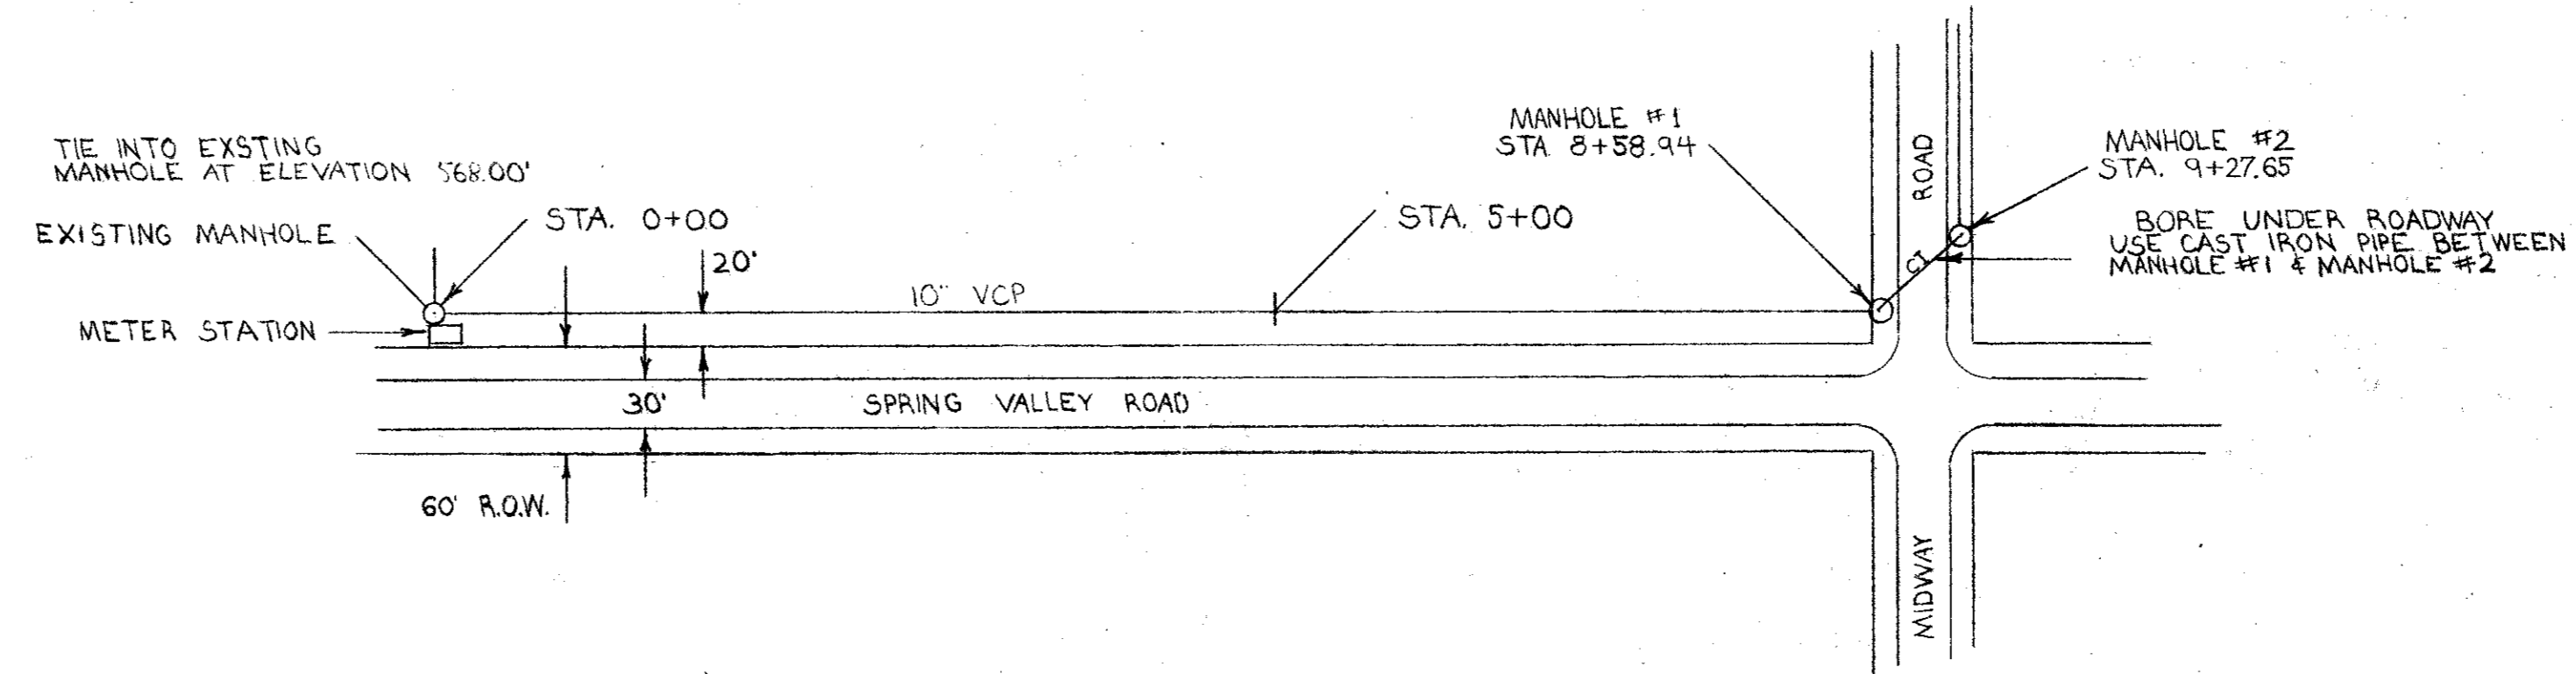 TIE INTO EXSTING
MANHOLE AT ELEVATION 568.00'
EXISTING MANHOLE
STA. 0+00
METER STATION
20'
10" VCP
STA. 5+00
MANHOLE #1
STA 8+58.94
ROAD
MANHOLE #2
STA. 9+27.65
BORE UNDER ROADWAY
USE CAST IRON PIPE BETWEEN
MANHOLE #1 & MANHOLE #2
CI
30'
SPRING VALLEY ROAD
60' R.O.W.
MIDWAY